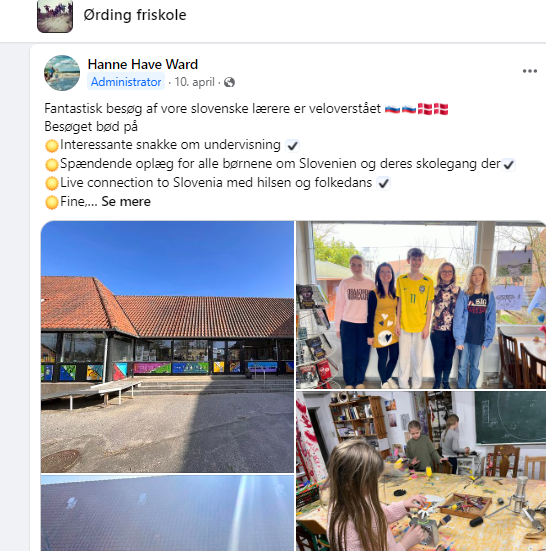 Ørding friskole
Hanne Have Ward
Administrator · 10. april ·
Fantastisk besøg af vore slovenske lærere er veloverstået 🇸🇮🇸🇮🇩🇰🇩🇰
Besøget bød på
🌞Interessante snakke om undervisning ✔
🌞Spændende oplæg for alle børnene om Slovenien og deres skolegang der✔
🌞Live connection to Slovenia med hilsen og folkedans ✔
🌞Fine,... Se mere
11